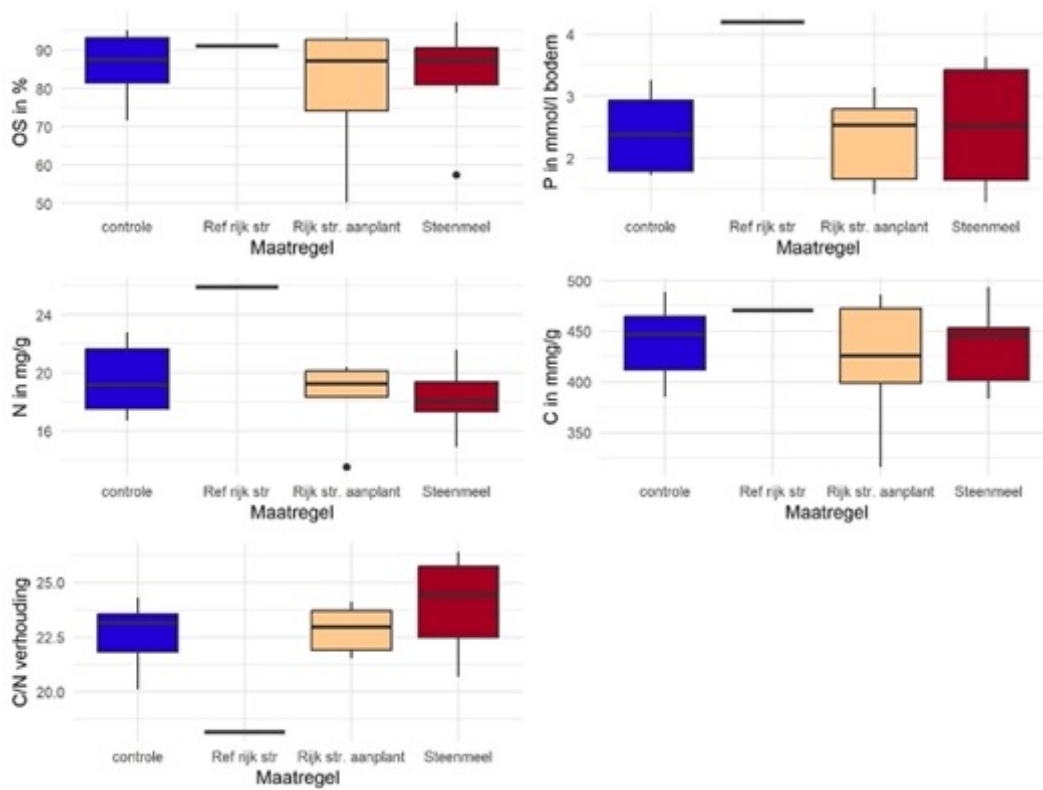 OS in %
90
80
70
60
50
controle Ref rijk str Rijk str. aanplant Steenmeel
Maatregel
P in mmol/l bodem
4
3
2
controle Ref rijk str Rijk str. aanplant Steenmeel
Maatregel
N in mg/g
24
20
16
controle Ref rijk str Rijk str. aanplant Steenmeel
Maatregel
C in mmg/g
500
450
400
350
controle Ref rijk str Rijk str. aanplant Steenmeel
Maatregel
C/N verhouding
25.0
22.5
20.0
controle Ref rijk str Rijk str. aanplant Steenmeel
Maatregel